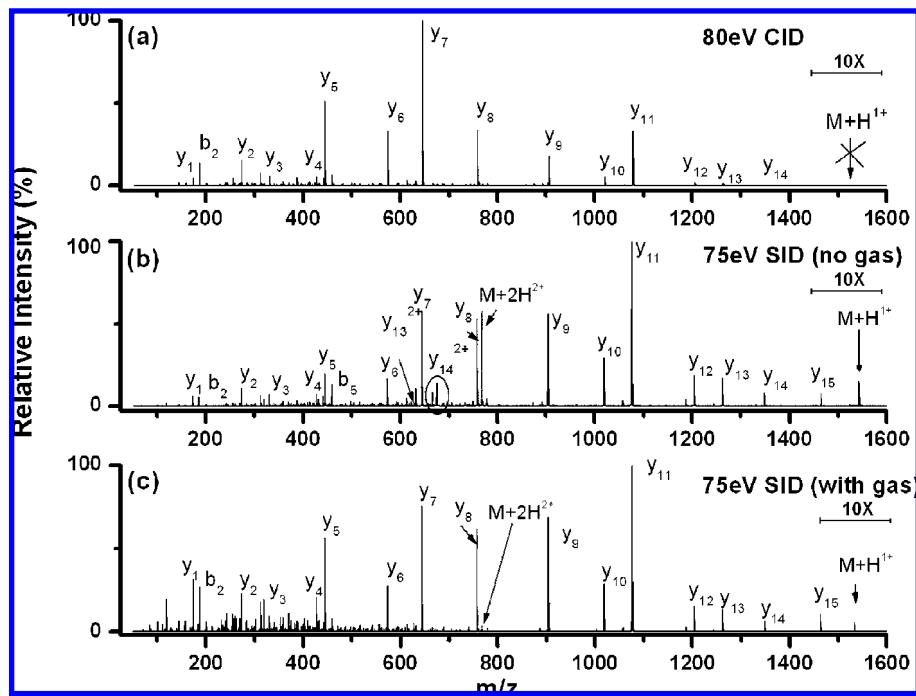 Relative Intensity (%)
(a)
80eV CID
10X
100
0
y7
y5
y6
y8
y11
y9
M+H1+
y1 b2 y2 y3 y4
y10
y12 y13 y14
200 400 600 800 1000 1200 1400 1600
(b)
75eV SID (no gas)
10X
100
0
y11
M+2H2+
y13 2+ y7
y8
M+H1+
y9
y5
y6 y14 2+
y10
y1 b2 y2 y3 y4 b5
y12 y13 y14 y15
200 400 600 800 1000 1200 1400 1600
(c)
75eV SID (with gas)
10X
100
0
y11
y7
y8 M+2H2+
y5
y9
M+H1+
y1 b2 y2 y3 y4
y6
y10
y12 y13 y14 y15
200 400 600 800 1000 1200 1400 1600
m/z